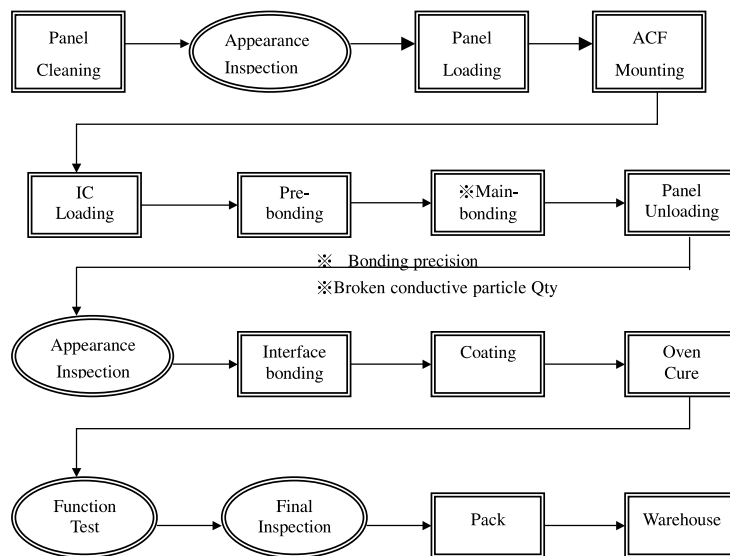 Panel
Cleaning
Appearance
Inspection
Panel
Loading
ACF
Mounting
IC
Loading
Pre-
bonding
※Main-
bonding
Panel
Unloading
※ Bonding precision
※Broken conductive particle Qty
Appearance
Inspection
Interface
bonding
Coating
Oven
Cure
Function
Test
Final
Inspection
Pack
Warehouse